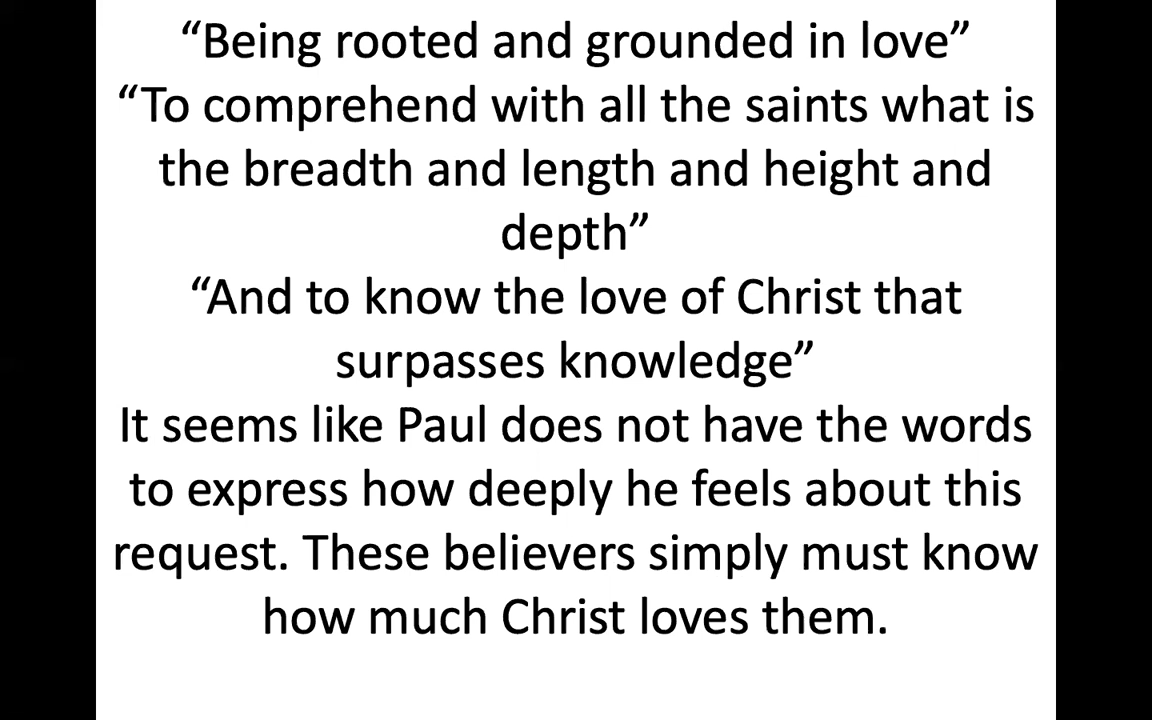 “Being rooted and grounded in love”
“To comprehend with all the saints what is
the breadth and length and height and
depth”
“And to know the love of Christ that
surpasses knowledge”
It seems like Paul does not have the words
to express how deeply he feels about this
request. These believers simply must know
how much Christ loves them.